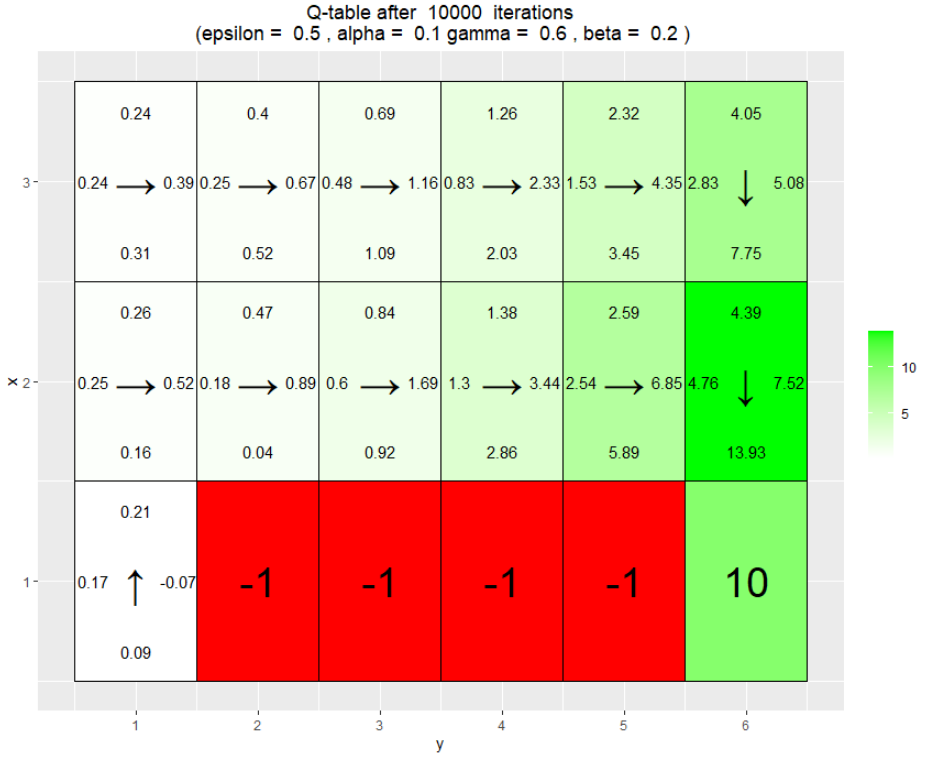 Q-table after 10000 iterations
(epsilon = 0.5 , alpha = 0.1 gamma = 0.6 , beta = 0.2 )
0.24 0.4 0.69 1.26 2.32 4.05
3 0.24 → 0.39 0.25 → 0.67 0.48 → 1.16 0.83 → 2.33 1.53 → 4.35 2.83 ↓ 5.08
0.31 0.52 1.09 2.03 3.45 7.75
0.26 0.47 0.84 1.38 2.59 4.39
10
x 2 0.25 → 0.52 0.18 → 0.89 0.6 → 1.69 1.3 → 3.44 2.54 → 6.85 4.76 ↓ 7.52
5
0.16 0.04 0.92 2.86 5.89 13.93
0.21
1 0.17 ↑ -0.07 -1 -1 -1 -1 10
0.09
1 2 3 4 5 6
y